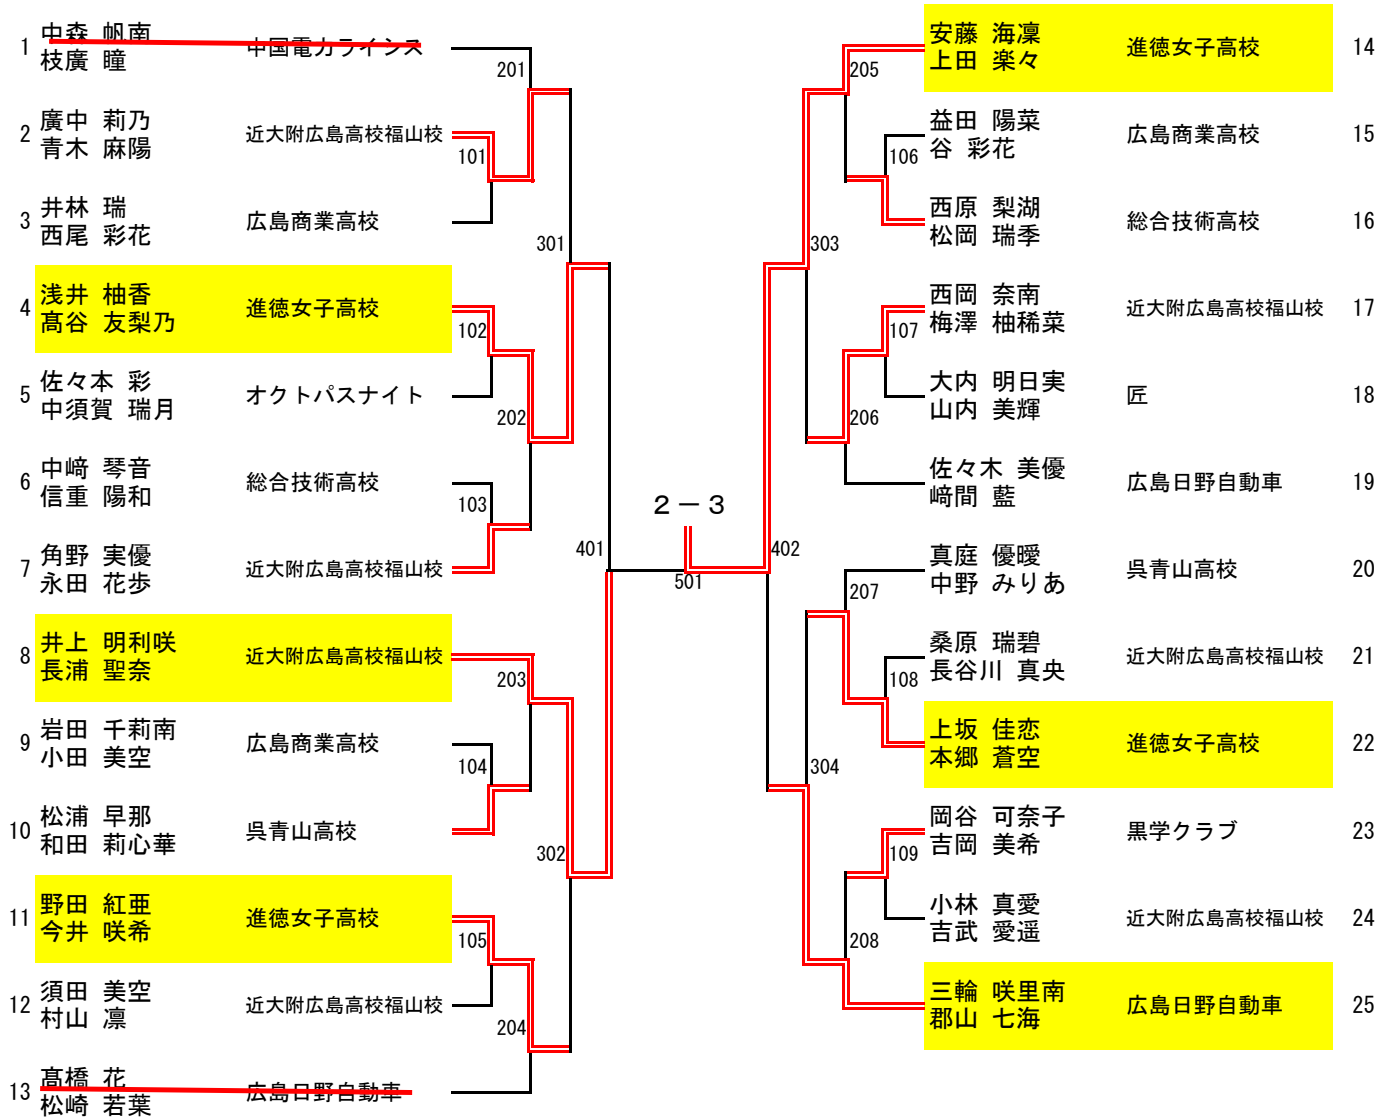 1 中森 帆南 中国電力ラインズ
枝廣 瞳
201
2 廣中 莉乃 近大附広島高校福山校
青木 麻陽
101
3 井林 瑞 広島商業高校
西尾 彩花
301
4 浅井 柚香 進徳女子高校
髙谷 友梨乃
102
5 佐々本 彩 オクトパスナイト
中須賀 瑞月
202
6 中﨑 琴音 総合技術高校
信重 陽和
103
7 角野 実優 近大附広島高校福山校
永田 花歩
401
8 井上 明利咲 近大附広島高校福山校
長浦 聖奈
203
9 岩田 千莉南 広島商業高校
小田 美空
104
10 松浦 早那 呉青山高校
和田 莉心華
302
11 野田 紅亜 進徳女子高校
今井 咲希
105
12 須田 美空 近大附広島高校福山校
村山 凛
204
13 髙橋 花 広島日野自動車
松崎 若葉
2－3
501
安藤 海凜 進徳女子高校 14
上田 楽々
205
益田 陽菜 広島商業高校 15
谷 彩花
106
西原 梨湖 総合技術高校 16
松岡 瑞季
303
西岡 奈南 近大附広島高校福山校 17
梅澤 柚稀菜
107
大内 明日実 匠 18
山内 美輝
206
佐々木 美優 広島日野自動車 19
﨑間 藍
402
真庭 優曖 呉青山高校 20
中野 みりあ
207
桑原 瑞碧 近大附広島高校福山校 21
長谷川 真央
108
上坂 佳恋 進徳女子高校 22
本郷 蒼空
304
岡谷 可奈子 黒学クラブ 23
吉岡 美希
109
小林 真愛 近大附広島高校福山校 24
吉武 愛遥
208
三輪 咲里南 広島日野自動車 25
郡山 七海